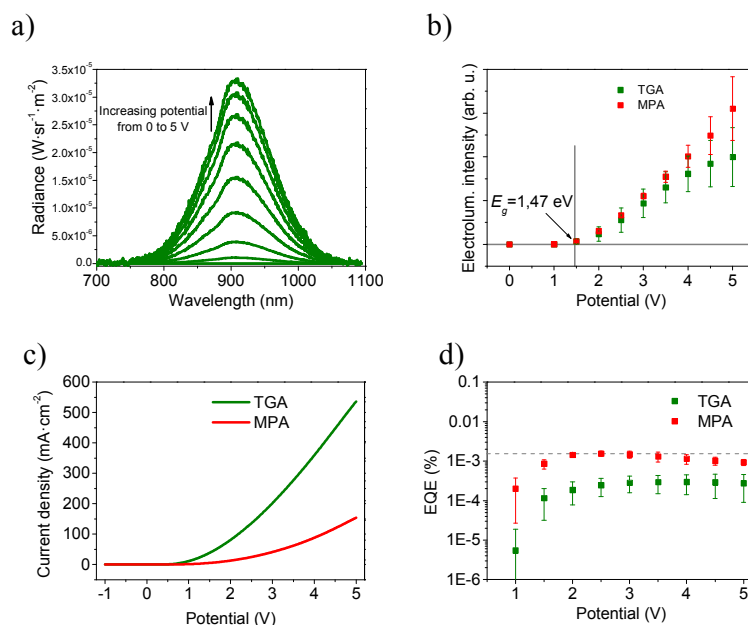 a)
Radiance (W·sr⁻¹·m⁻²)
3.5x10⁻⁵
3.0x10⁻⁵
2.5x10⁻⁵
2.0x10⁻⁵
1.5x10⁻⁵
1.0x10⁻⁵
5.0x10⁻⁶
0.0
Increasing potential
from 0 to 5 V
700 800 900 1000 1100
Wavelength (nm)
b)
Electrolum. intensity (arb. u.)
TGA
MPA
E_g=1,47 eV
0 1 2 3 4 5
Potential (V)
c)
Current density (mA·cm⁻²)
600
500
400
300
200
100
0
TGA
MPA
-1 0 1 2 3 4 5
Potential (V)
d)
EQE (%)
0.1
0.01
1E-3
1E-4
1E-5
1E-6
TGA
MPA
1 2 3 4 5
Potential (V)